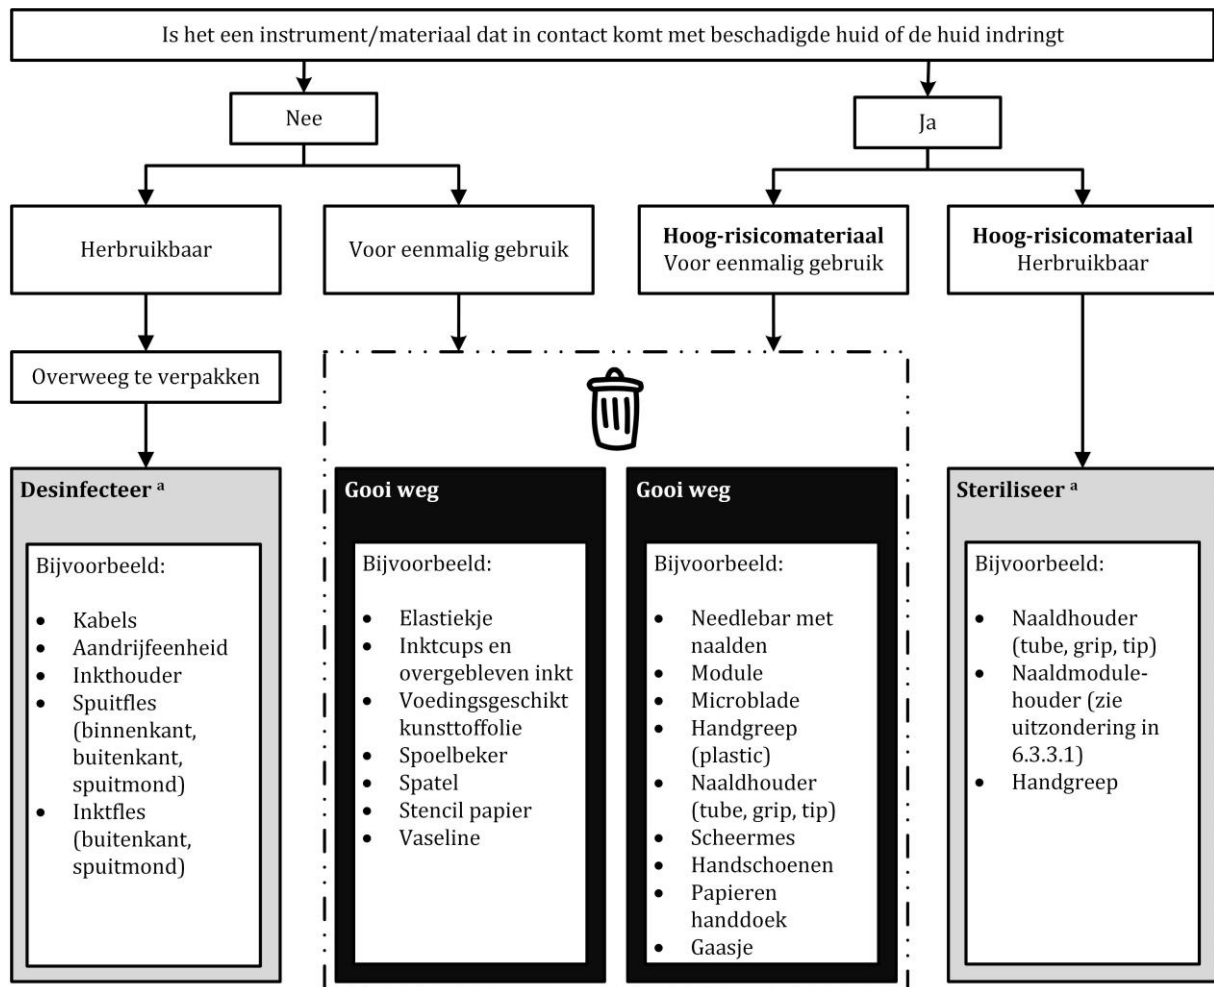 Is het een instrument/materiaal dat in contact komt met beschadigde huid of de huid indringt
Nee
Ja
Herbruikbaar
Voor eenmalig gebruik
Hoog-risicomateriaal
Voor eenmalig gebruik
Hoog-risicomateriaal
Herbruikbaar
Overweeg te verpakken
Desinfecteer ᵃ
Bijvoorbeeld:
• Kabels
• Aandrijfeenheid
• Inkthouder
• Spuitfles
(binnenkant,
buitenkant,
spuitmond)
• Inktfles
(buitenkant,
spuitmond)
Gooi weg
Bijvoorbeeld:
• Elastiekje
• Inktcups en
overgebleven inkt
• Voedingsgeschikt
kunsttoffolie
• Spoelbeker
• Spatel
• Stencil papier
• Vaseline
Gooi weg
Bijvoorbeeld:
• Needlebar met
naalden
• Module
• Microblade
• Handgreep
(plastic)
• Naaldhouder
(tube, grip, tip)
• Scheermes
• Handschoenen
• Papieren
handdoek
• Gaasje
Steriliseer ᵃ
Bijvoorbeeld:
• Naaldhouder
(tube, grip, tip)
• Naaldmodule-
houder (zie
uitzondering in
6.3.3.1)
• Handgreep